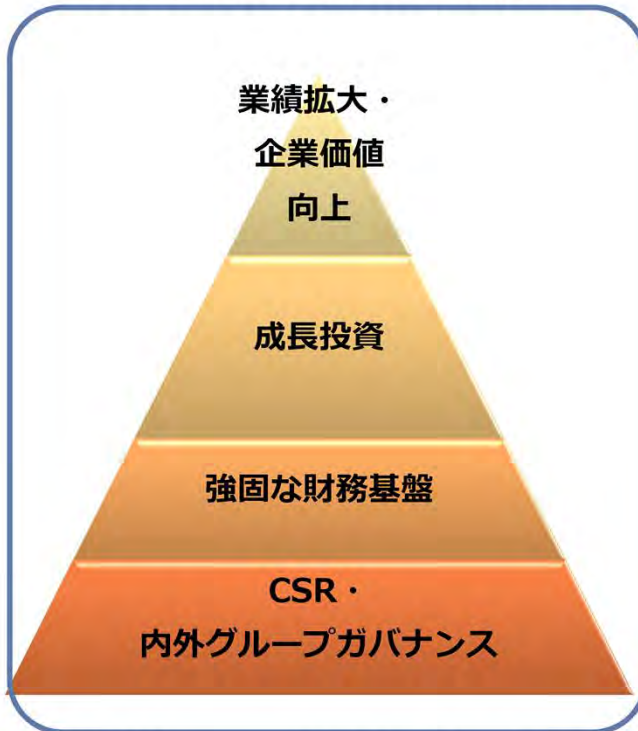 業績拡大・
企業価値
向上
成長投資
強固な財務基盤
CSR・
内外グループガバナンス